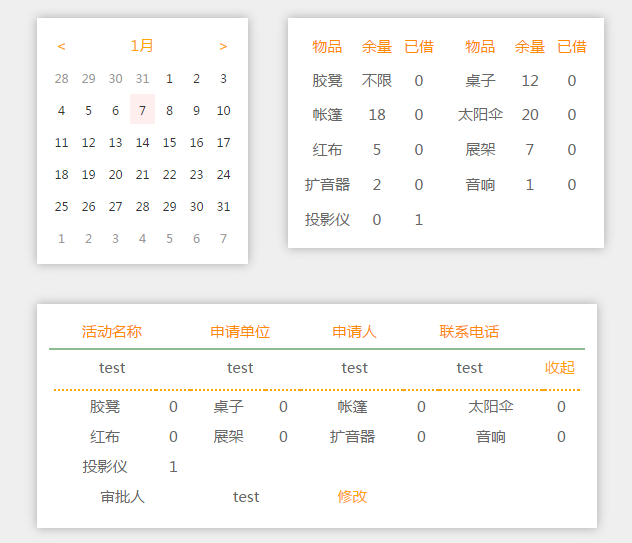 < 1月 >
28 29 30 31 1 2 3
4 5 6 7 8 9 10
11 12 13 14 15 16 17
18 19 20 21 22 23 24
25 26 27 28 29 30 31
1 2 3 4 5 6 7
物品 余量 已借 物品 余量 已借
胶凳 不限 0 桌子 12 0
帐篷 18 0 太阳伞 20 0
红布 5 0 展架 7 0
扩音器 2 0 音响 1 0
投影仪 0 1
活动名称 申请单位 申请人 联系电话
test test test test 收起
胶凳 0 桌子 0 帐篷 0 太阳伞 0
红布 0 展架 0 扩音器 0 音响 0
投影仪 1
审批人 test 修改